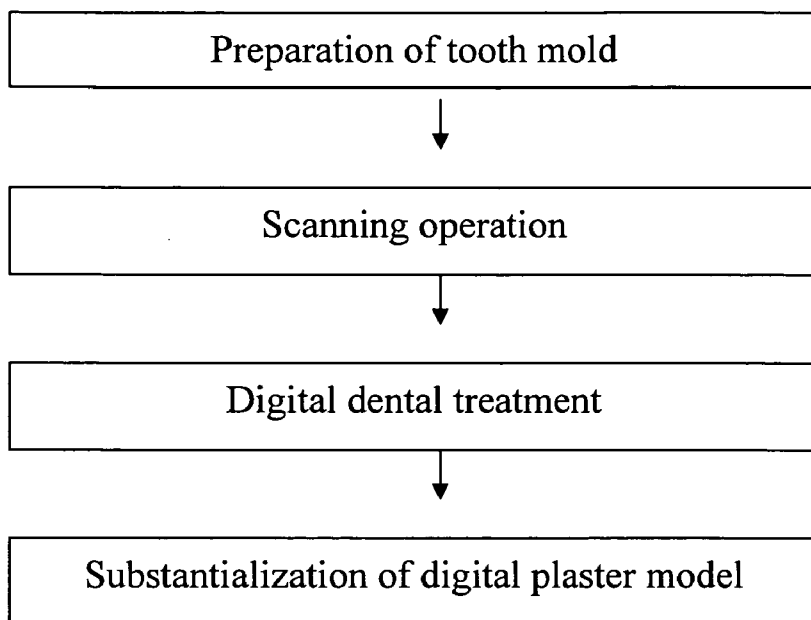 Preparation of tooth mold
Scanning operation
Digital dental treatment
Substantialization of digital plaster model